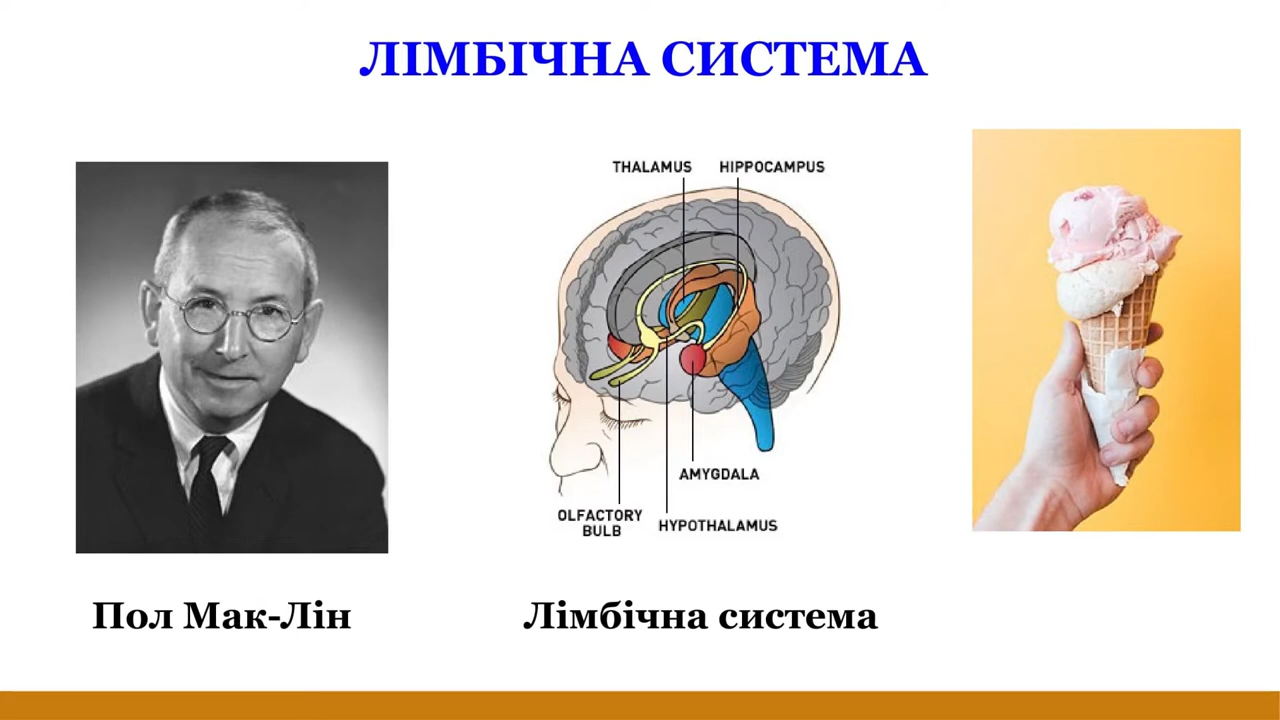 ЛІМБІЧНА СИСТЕМА
THALAMUS HIPPOCAMPUS
AMYGDALA
OLFACTORY
BULB
HYPOTHALAMUS
Пол Мак-Лін
Лімбічна система